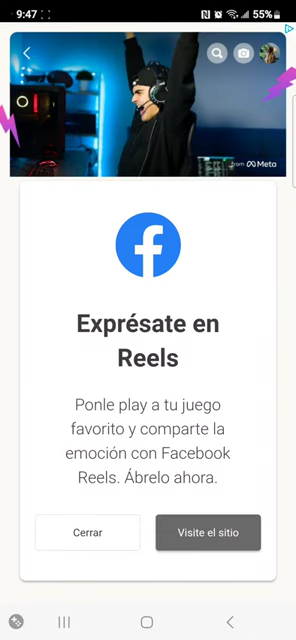 9:47
55%
from Meta
Exprésate en
Reels
Ponle play a tu juego
favorito y comparte la
emoción con Facebook
Reels. Ábrelo ahora.
Cerrar
Visite el sitio